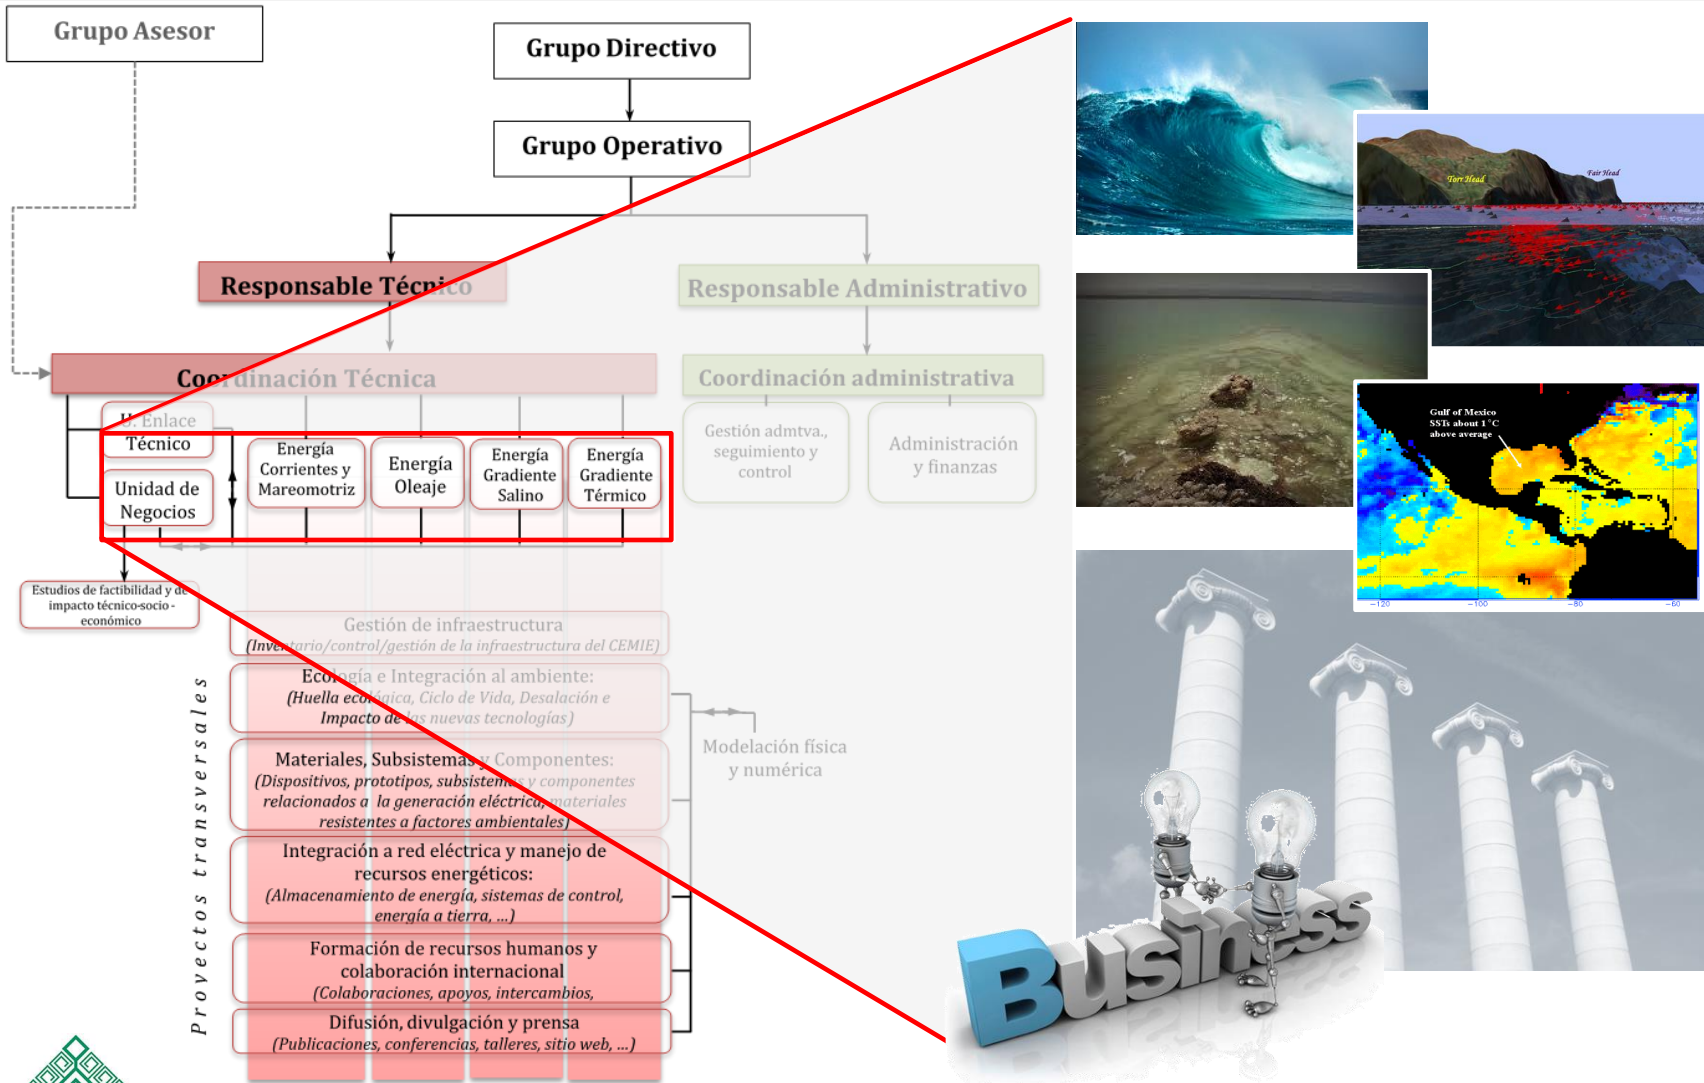 Grupo Asesor
Grupo Directivo
Grupo Operativo
Responsable Técnico
Responsable Administrativo
Coordinación Técnica
Coordinación administrativa
U. Enlace
Técnico
Unidad de
Negocios
Energía
Corrientes y
Mareomotriz
Energía
Oleaje
Energía
Gradiente
Salino
Energía
Gradiente
Térmico
Gestión admtva.,
seguimiento y
control
Administración
y finanzas
Estudios de factibilidad y de
impacto técnico-socio -
económico
Proyectos transversales
Gestión de infraestructura
(Inventario/control/gestión de la infraestructura del CEMIE)
Ecología e Integración al ambiente:
(Huella ecológica, Ciclo de Vida, Desalación e
Impacto de las nuevas tecnologías)
Materiales, Subsistemas y Componentes:
(Dispositivos, prototipos, subsistemas y componentes
relacionados a la generación eléctrica, materiales
resistentes a factores ambientales)
Integración a red eléctrica y manejo de
recursos energéticos:
(Almacenamiento de energía, sistemas de control,
energía a tierra, ...)
Formación de recursos humanos y
colaboración internacional
(Colaboraciones, apoyos, intercambios,
Difusión, divulgación y prensa
(Publicaciones, conferencias, talleres, sitio web, ...)
Modelación física
y numérica
Torr Head
Fair Head
Gulf of Mexico
SSTs about 1 °C
above average
-120
-100
-80
-60
Business